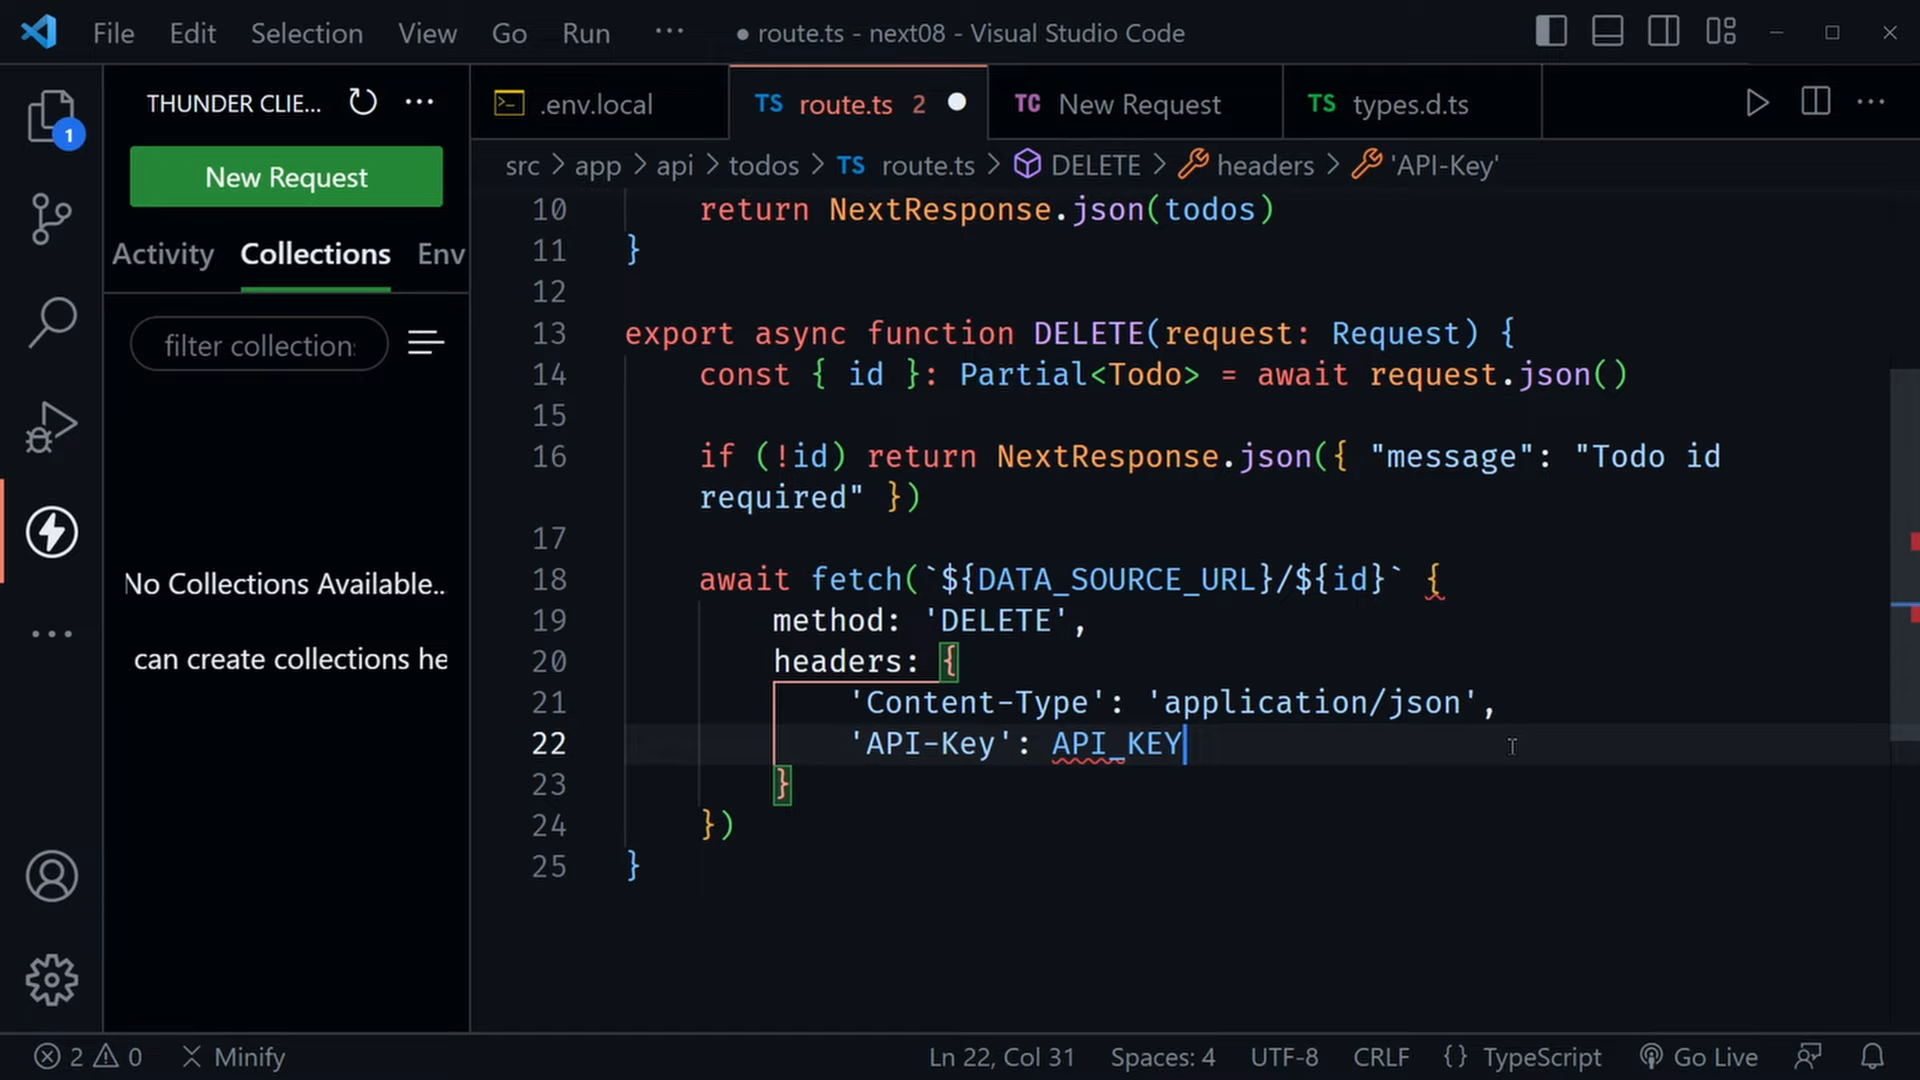 File Edit Selection View Go Run ··· ● route.ts - next08 - Visual Studio Code
THUNDER CLIE... ···
.env.local
TS route.ts 2 ●
TC New Request
TS types.d.ts
···
1
New Request
src > app > api > todos > TS route.ts > DELETE > headers > 'API-Key'
Activity Collections Env
filter collections
No Collections Available..
can create collections he
10 return NextResponse.json(todos)
11 }
12
13 export async function DELETE(request: Request) {
14 const { id }: Partial<Todo> = await request.json()
15
16 if (!id) return NextResponse.json({ "message": "Todo id
required" })
17
18 await fetch(`${DATA_SOURCE_URL}/${id}` {
19 method: 'DELETE',
20 headers: {
21 'Content-Type': 'application/json',
22 'API-Key': API_KEY
23 }
24 })
25 }
2 0 Minify Ln 22, Col 31 Spaces: 4 UTF-8 CRLF {} TypeScript Go Live